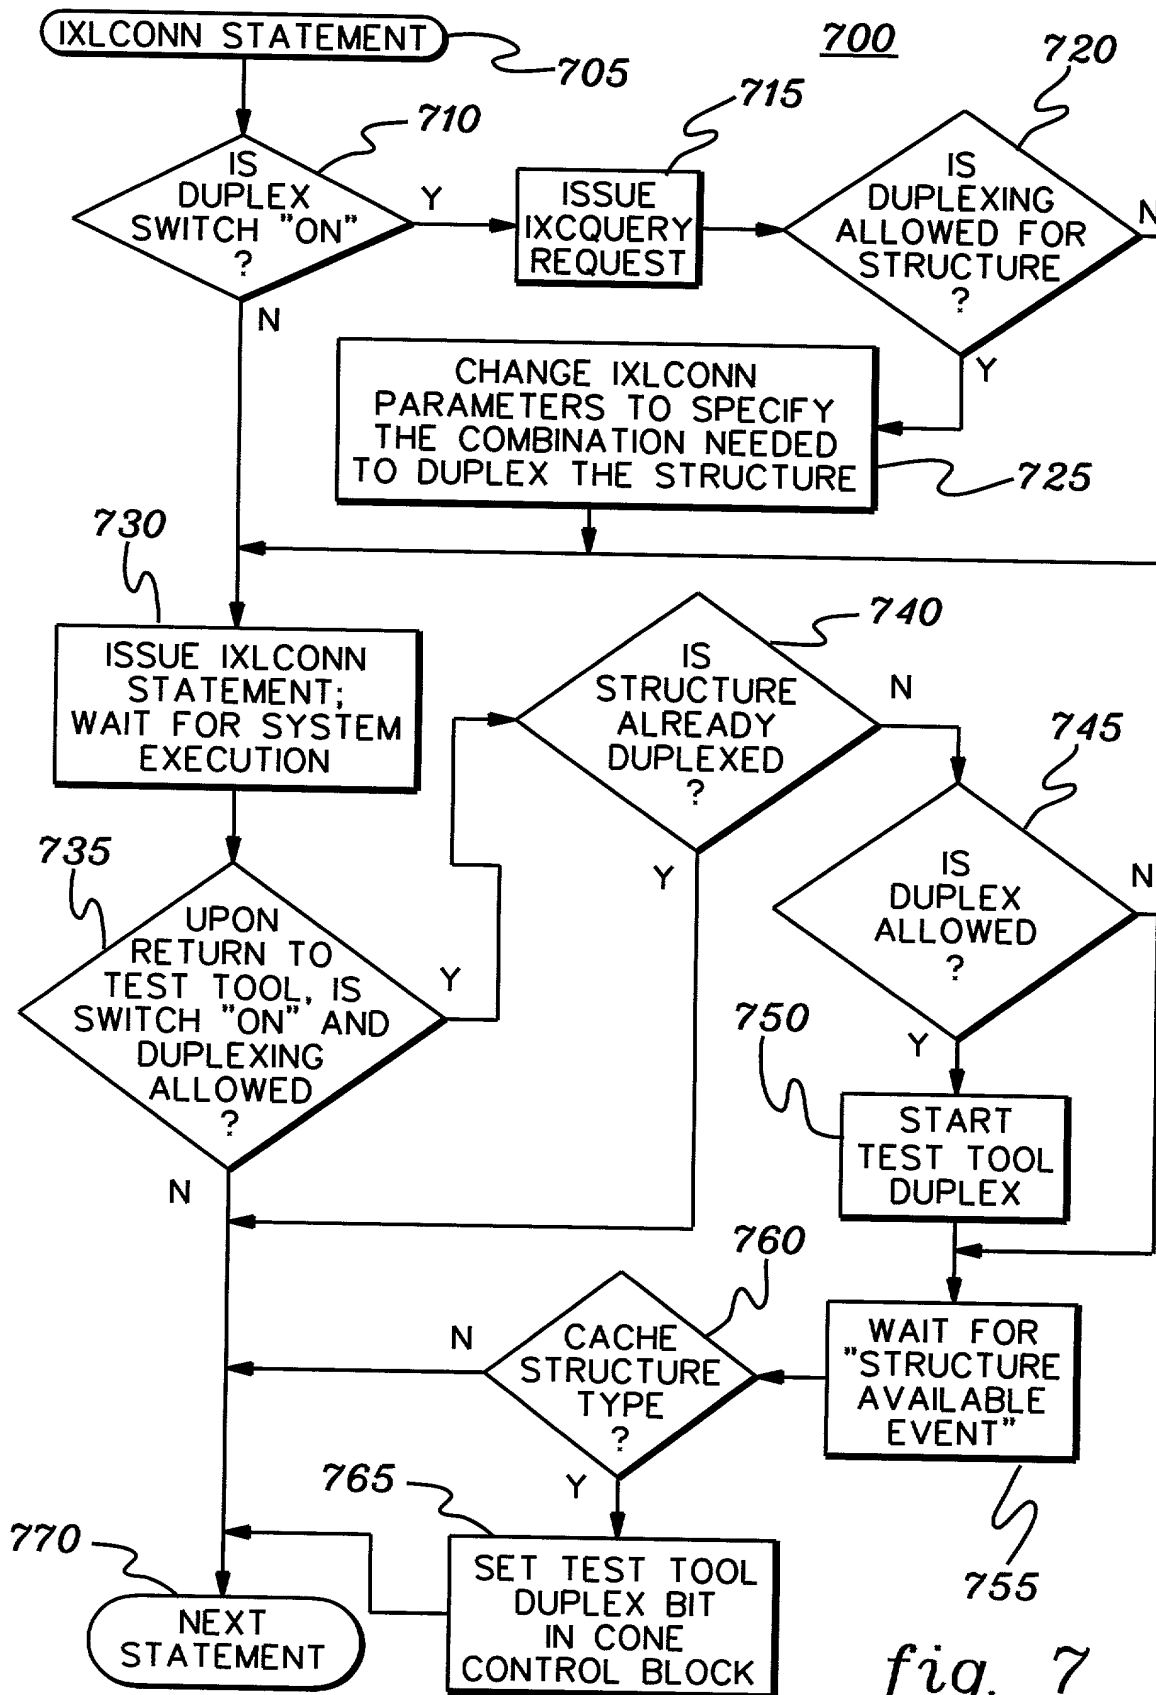 IXLCONN STATEMENT
705
700
720
715
710
IS
DUPLEX
SWITCH "ON"
?
Y
N
ISSUE
IXCQUERY
REQUEST
IS
DUPLEXING
ALLOWED FOR
STRUCTURE
?
N
Y
CHANGE IXLCONN
PARAMETERS TO SPECIFY
THE COMBINATION NEEDED
TO DUPLEX THE STRUCTURE
725
730
ISSUE IXLCONN
STATEMENT;
WAIT FOR SYSTEM
EXECUTION
740
IS
STRUCTURE
ALREADY
DUPLEXED
?
N
Y
745
IS
DUPLEX
ALLOWED
?
N
Y
735
UPON
RETURN TO
TEST TOOL, IS
SWITCH "ON" AND
DUPLEXING
ALLOWED
?
Y
N
750
START
TEST TOOL
DUPLEX
760
CACHE
STRUCTURE
TYPE
?
N
Y
WAIT FOR
"STRUCTURE
AVAILABLE
EVENT"
755
765
SET TEST TOOL
DUPLEX BIT
IN CONE
CONTROL BLOCK
770
NEXT
STATEMENT
fig. 7